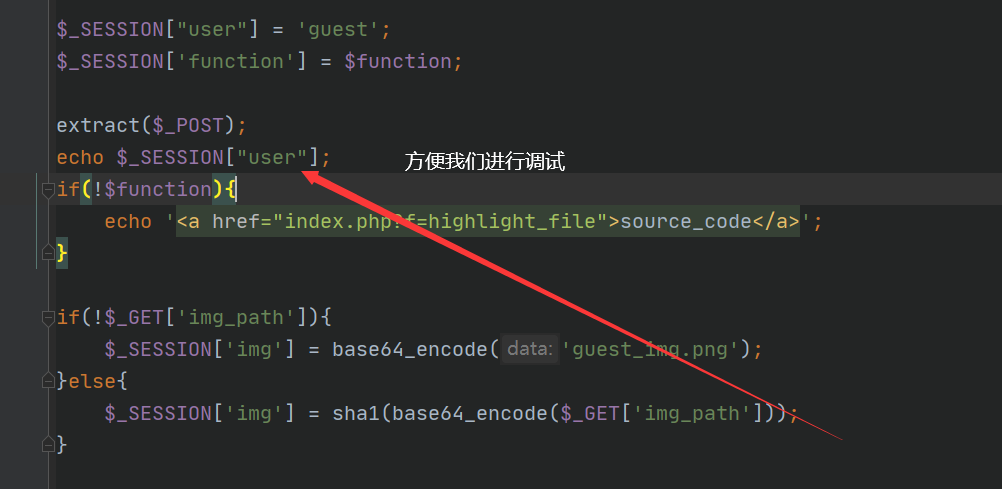 $_SESSION["user"] = 'guest';
$_SESSION['function'] = $function;
extract($_POST);
echo $_SESSION["user"];
方便我们进行调试
if(!$function){
echo '<a href="index.php?f=highlight_file">source_code</a>';
}
if(!$_GET['img_path']){
$_SESSION['img'] = base64_encode( data: 'guest_img.png');
}else{
$_SESSION['img'] = sha1(base64_encode($_GET['img_path']));
}